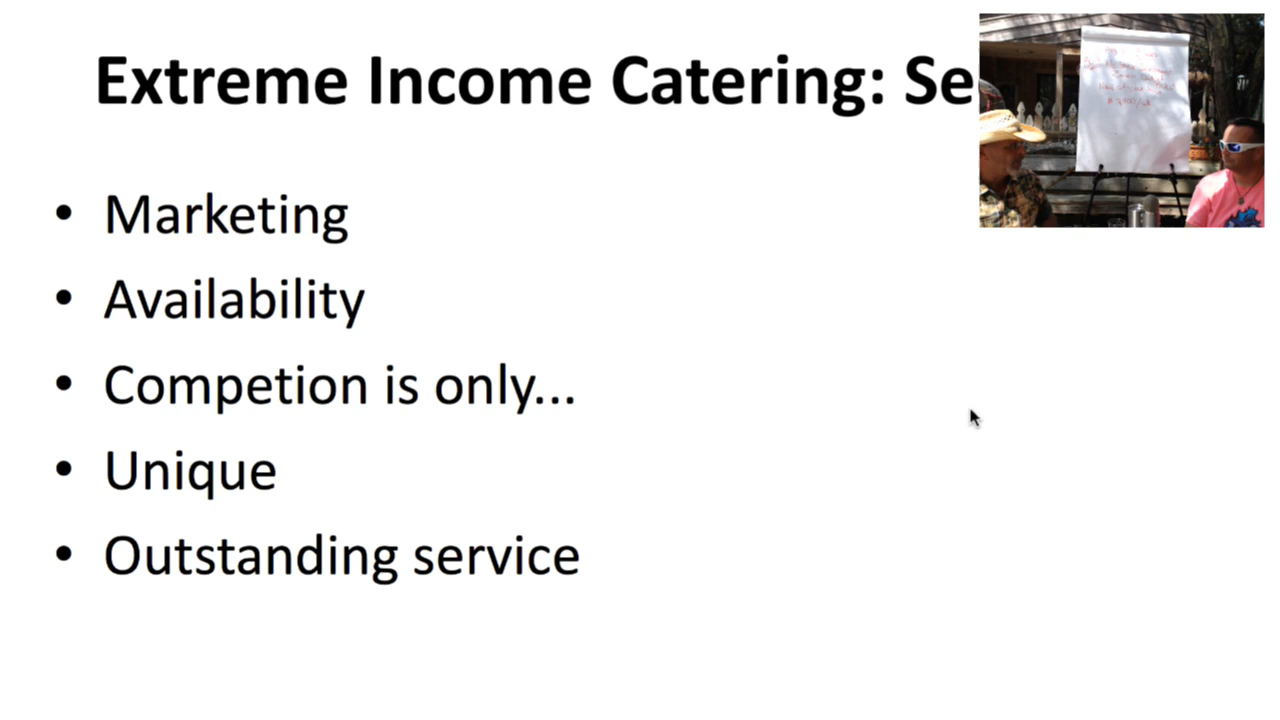 Extreme Income Catering: Se
Marketing
Availability
Competion is only...
Unique
Outstanding service